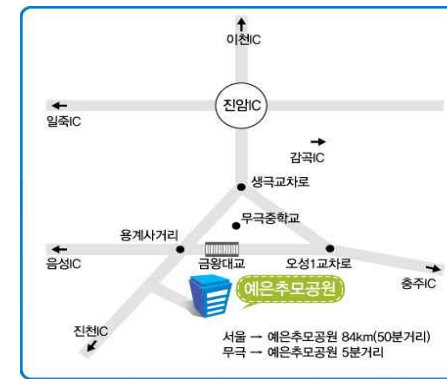 이천IC
진암IC
일죽IC
감곡IC
생극교차로
무극중학교
용계사거리
음성IC
금왕대교
오성1교차로
예은추모공원
충주IC
진천IC
서울 → 예은추모공원 84km(50분거리)
무극 → 예은추모공원 5분거리